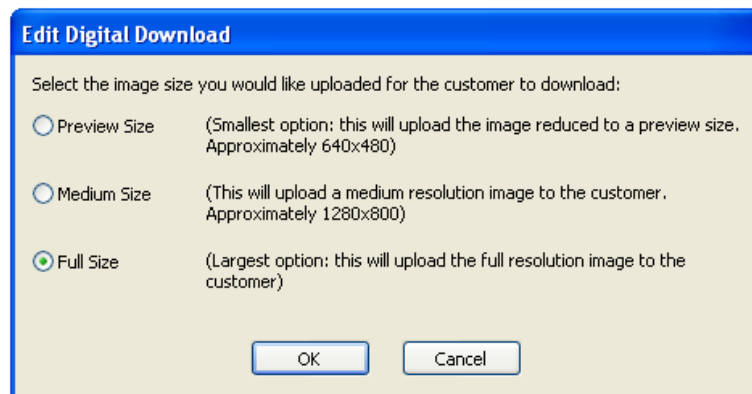 Edit Digital Download
Select the image size you would like uploaded for the customer to download:
Preview Size (Smallest option: this will upload the image reduced to a preview size.
Approximately 640x480)
Medium Size (This will upload a medium resolution image to the customer.
Approximately 1280x800)
Full Size (Largest option: this will upload the full resolution image to the
customer)
OK Cancel